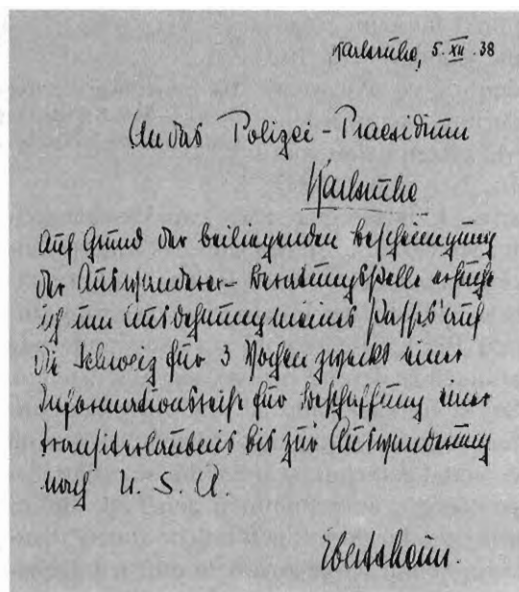 Karlsruhe, 5. XII. 38
An das Polizei-Praesidium
Karlsruhe
Auf Grund der beiliegenden Bescheinigung
der Auswanderer-Beratungsstelle ersuche
ich um Ausdehnung meines Passes auf
die Schweiz für 3 Wochen zwecks einer
Informationsreise für Beschaffung einer
Transiterlaubnis bis zur Auswanderung
nach U. S. A.